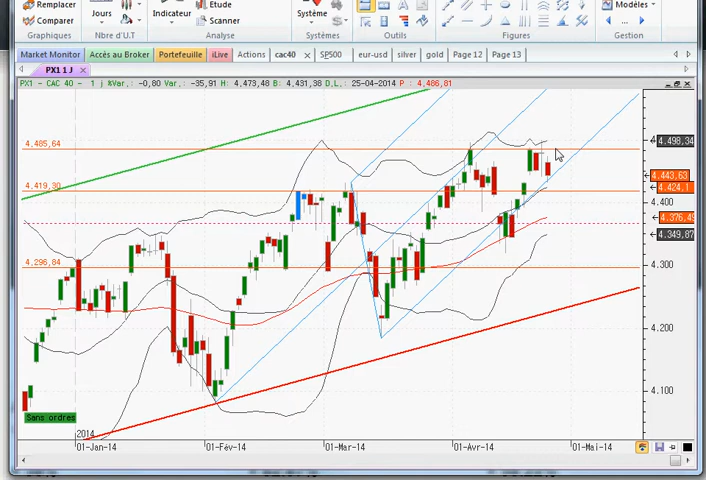 Remplacer
Comparer
Jours
Nbre d'U.T
Indicateur
Etude
Scanner
Analyse
Système
Systèmes
Outils
Figures
Modèles
Gestion
Market Monitor Accès au Broker Portefeuille iLive Actions cac40 x SP500 eur-usd silver gold Page 12 Page 13
PX1 1 J
PX1 - CAC 40 - 1 j %Var.: -0,80 Var.: -35,91 H: 4.473,48 B: 4.431,36 D.L.: 25-04-2014 P : 4.486,81
4.485,64
4.498,34
4.443,63
4.419,30
4.424,1
4.400
4.376,45
4.349,87
4.296,84
4.300
4.200
4.100
Sans ordres
2014
01-Jan-14 01-Fév-14 01-Mar-14 01-Avr-14 01-Mai-14